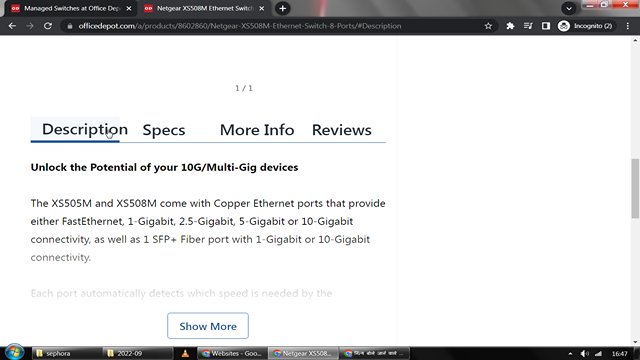 Managed Switches at Office Dep
Netgear XS508M Ethernet Switch
officedepot.com/a/products/8602860/Netgear-XS508M-Ethernet-Switch-8-Ports/#Description
Incognito (2)
1 / 1
Description
Specs
More Info
Reviews
Unlock the Potential of your 10G/Multi-Gig devices
The XS505M and XS508M come with Copper Ethernet ports that provide
either FastEthernet, 1-Gigabit, 2.5-Gigabit, 5-Gigabit or 10-Gigabit
connectivity, as well as 1 SFP+ Fiber port with 1-Gigabit or 10-Gigabit
connectivity.
Each port automatically detects which speed is needed by the
Show More
sephora
2022-09
Websites - Goo...
Netgear XS508...
16:47